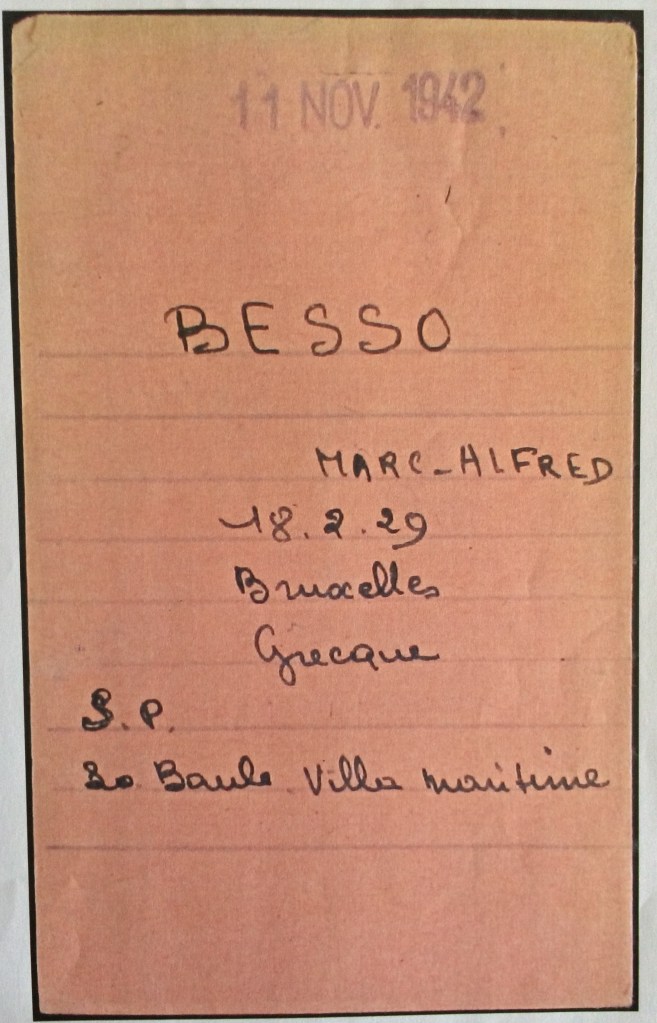 11 NOV. 1942
BESSO
MARC-ALFRED
18.2.29
Bruxelles
Grecque
S.P.
La Baule Villa maritime